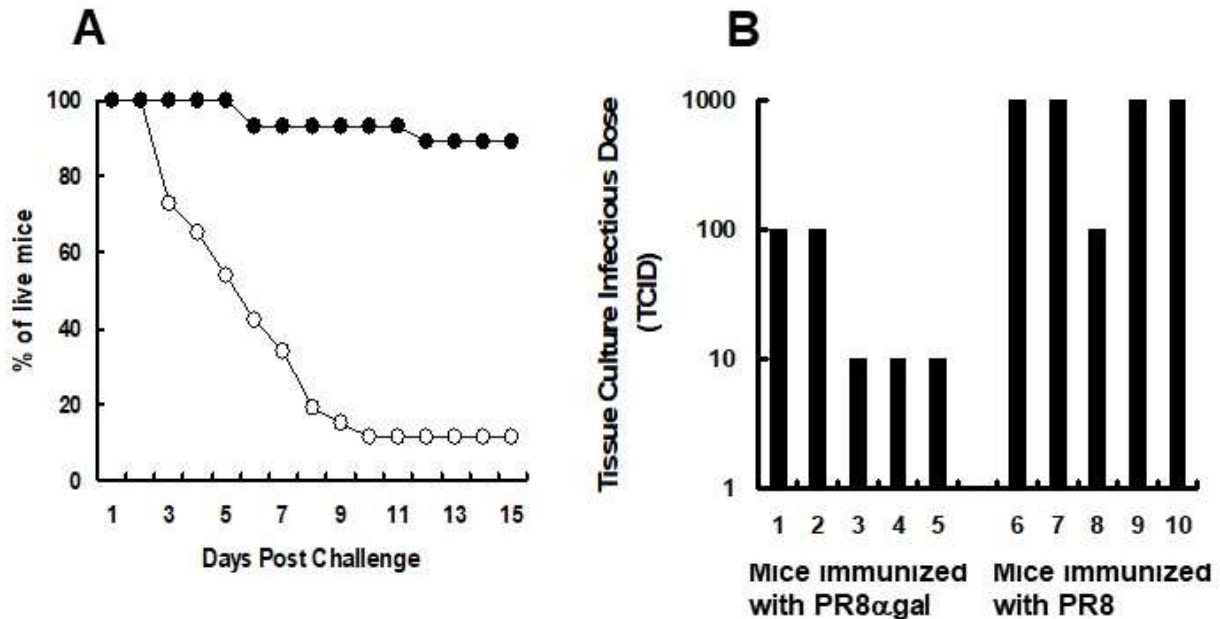 A
100
80
60
40
20
0
% of live mice
1 3 5 7 9 11 13 15
Days Post Challenge
B
Tissue Culture Infectious Dose
(TCID)
1000
100
10
1
1 2 3 4 5 6 7 8 9 10
Mice immunized
with PR8αgal
Mice immunized
with PR8